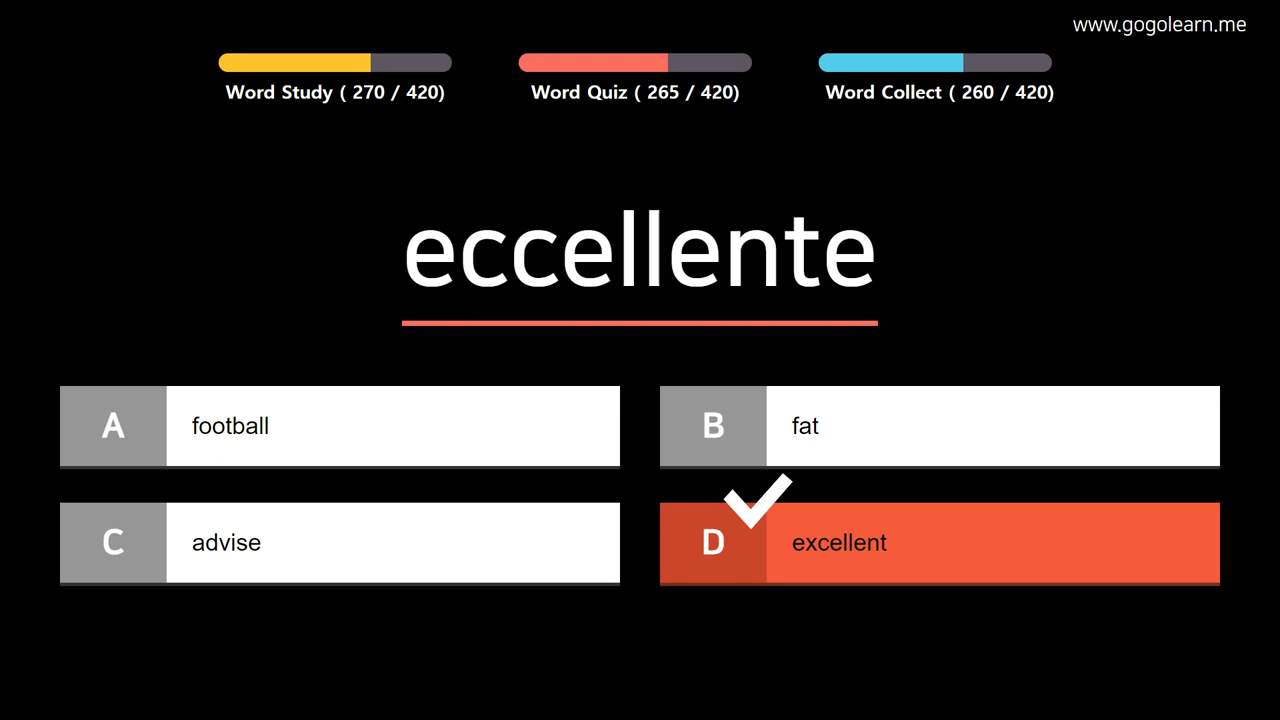 www.gogolearn.me
Word Study ( 270 / 420)
Word Quiz ( 265 / 420)
Word Collect ( 260 / 420)
eccellente
A football
B fat
C advise
D excellent